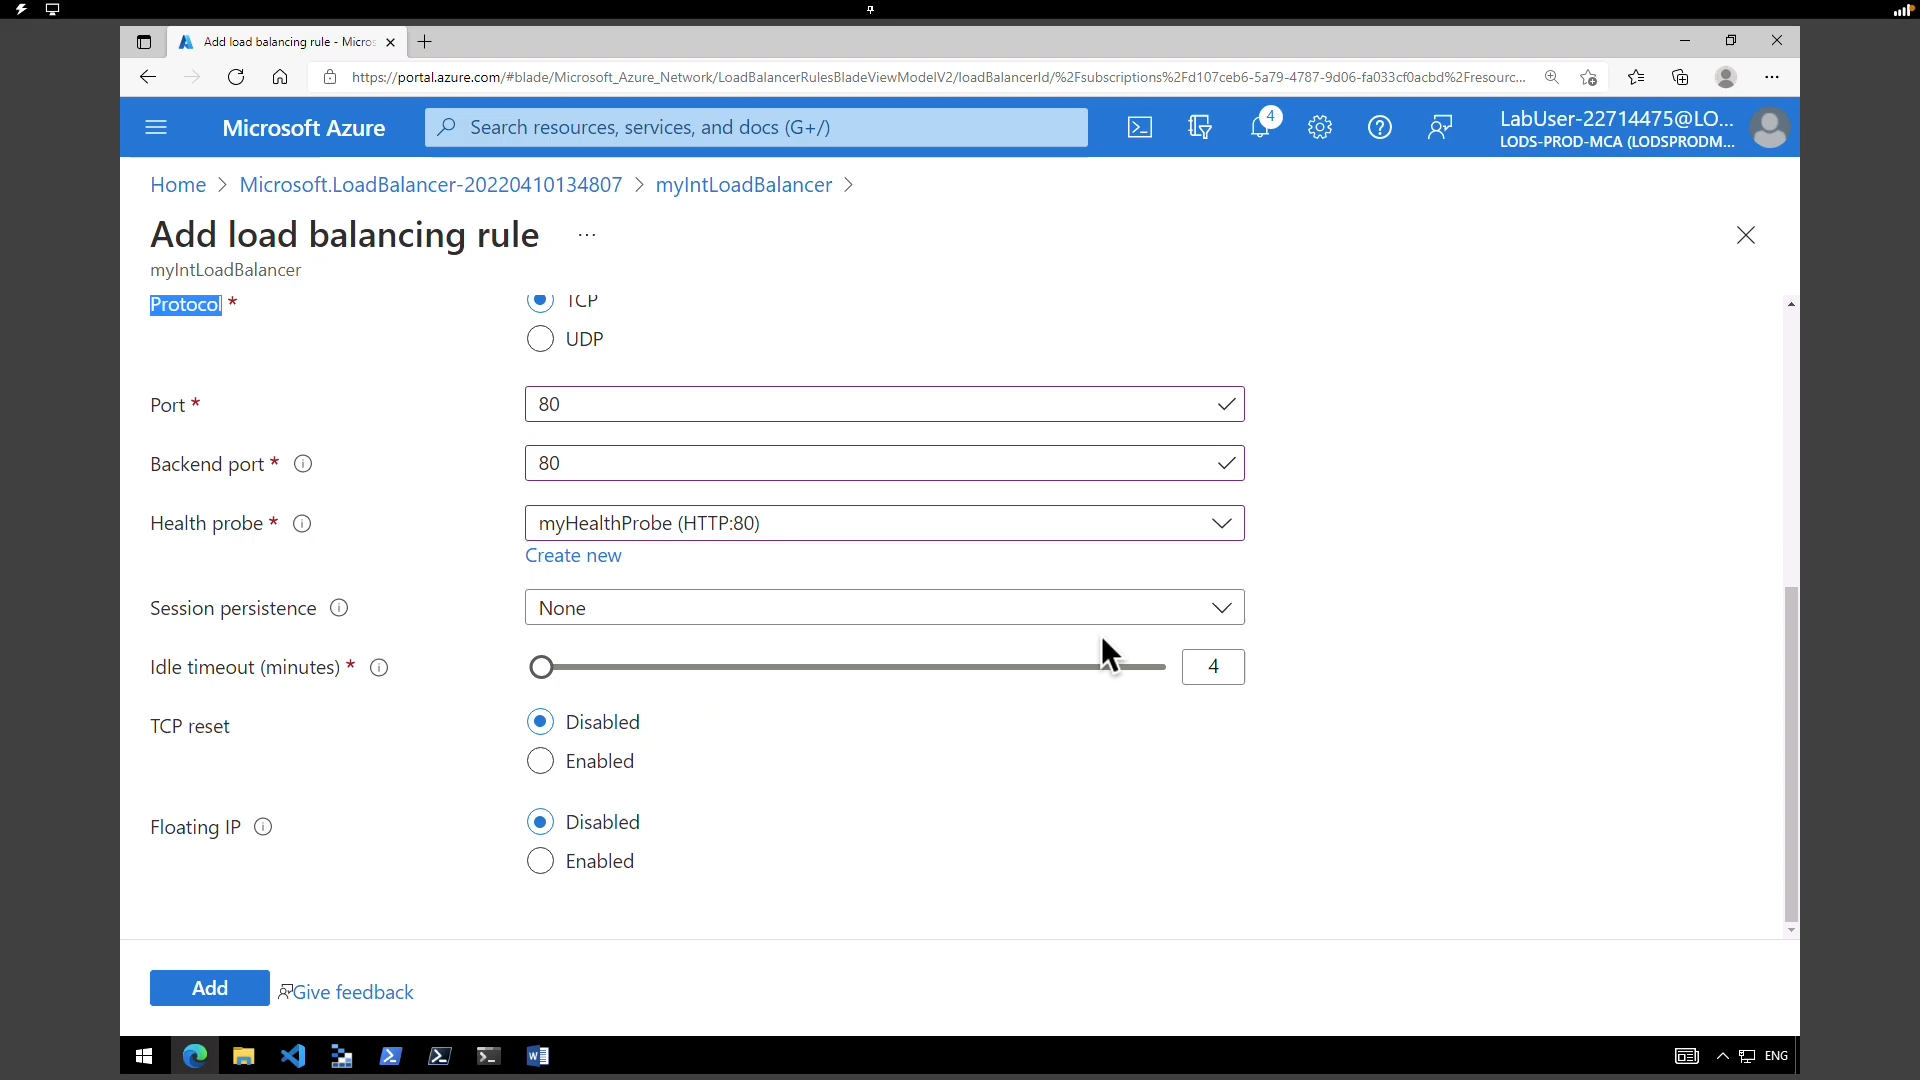 Add load balancing rule - Micros
https://portal.azure.com/#blade/Microsoft_Azure_Network/LoadBalancerRulesBladeViewModelV2/loadBalancerId/%2Fsubscriptions%2Fd107ceb6-5a79-4787-9d06-fa033cf0acbd%2Fresourc...
Microsoft Azure
Search resources, services, and docs (G+/)
4
LabUser-22714475@LO...
LODS-PROD-MCA (LODSPRODM...
Home > Microsoft.LoadBalancer-20220410134807 > myIntLoadBalancer >
Add load balancing rule ...
myIntLoadBalancer
Protocol *
TCP
UDP
Port * 80
Backend port * 80
Health probe * myHealthProbe (HTTP:80)
Create new
Session persistence None
Idle timeout (minutes) * 4
TCP reset Disabled
Enabled
Floating IP Disabled
Enabled
Add Give feedback
ENG